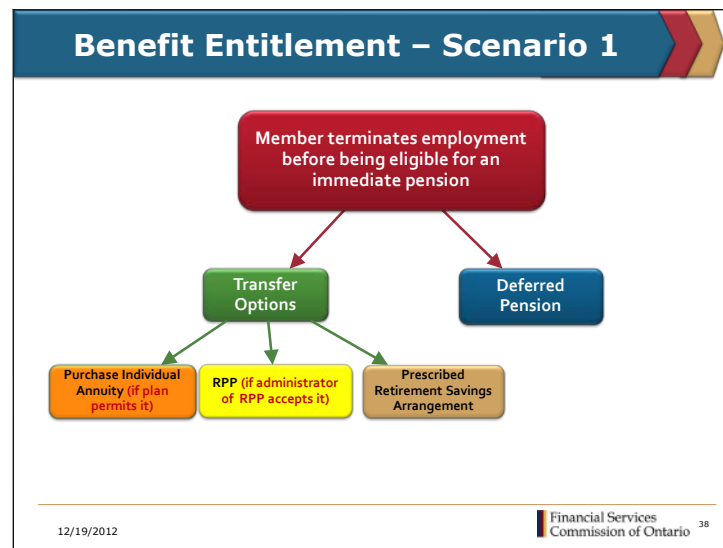 Benefit Entitlement – Scenario 1
Member terminates employment
before being eligible for an
immediate pension
Transfer
Options
Deferred
Pension
Purchase Individual
Annuity (if plan
permits it)
RPP (if administrator
of RPP accepts it)
Prescribed
Retirement Savings
Arrangement
12/19/2012
Financial Services
Commission of Ontario
38